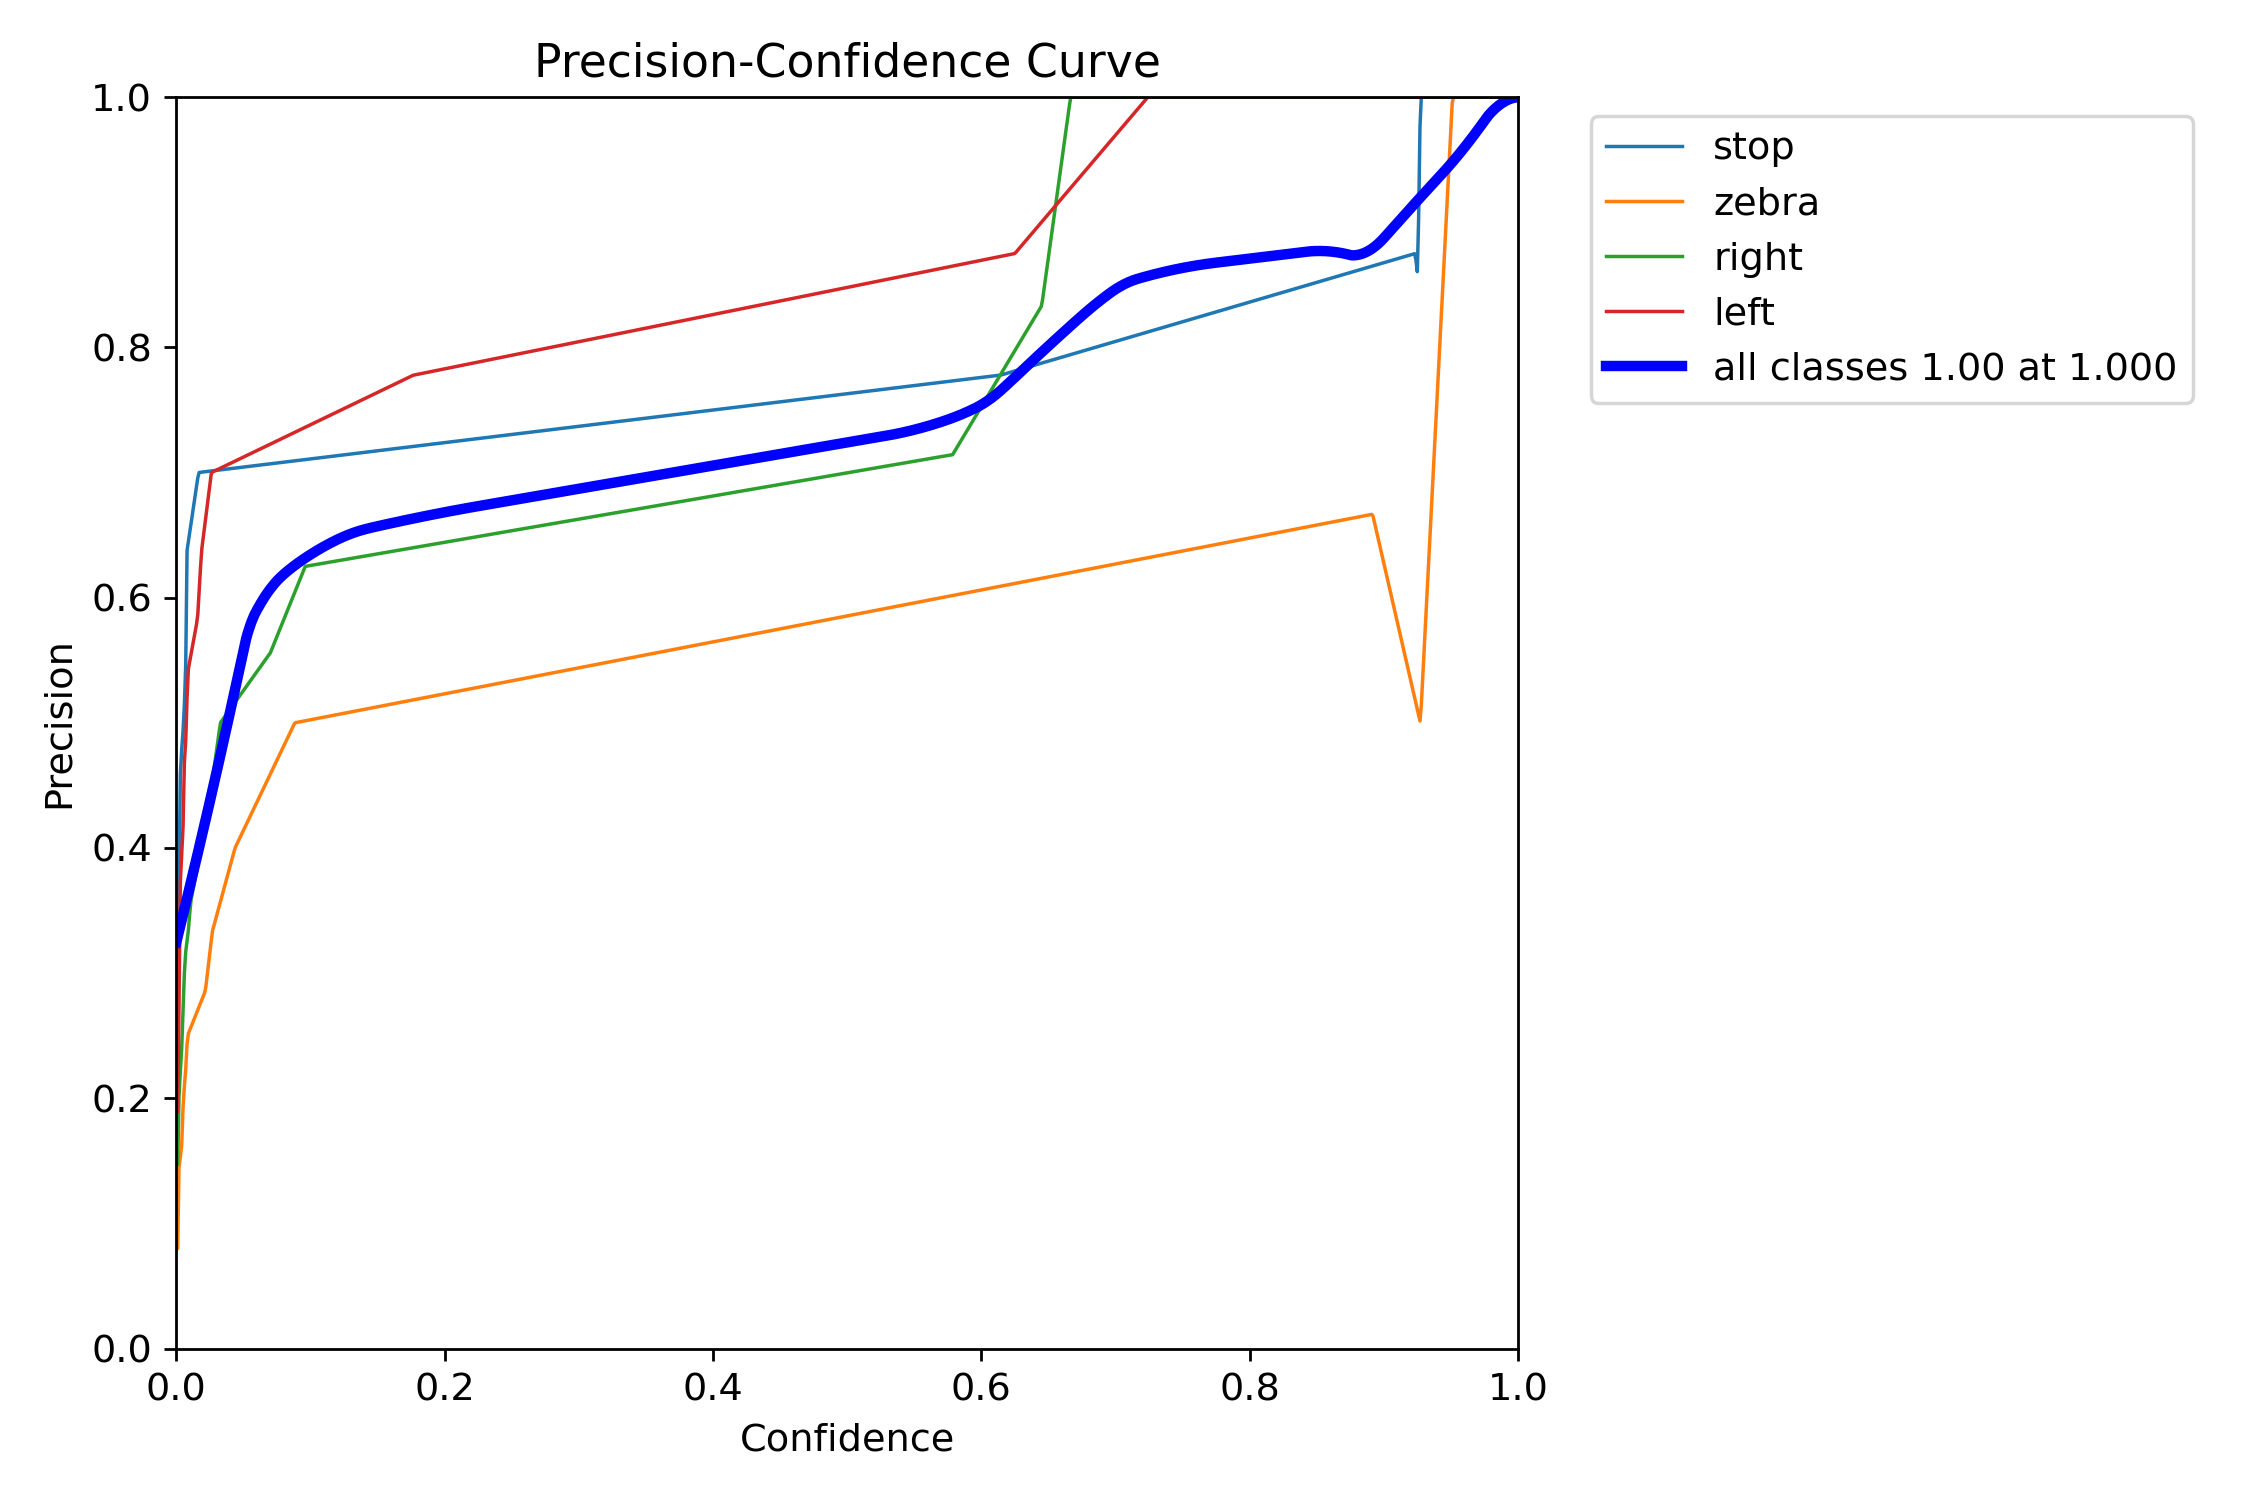 Precision-Confidence Curve
1.0
0.8
0.6
0.4
0.2
0.0
Precision
0.0 0.2 0.4 0.6 0.8 1.0
Confidence
stop
zebra
right
left
all classes 1.00 at 1.000